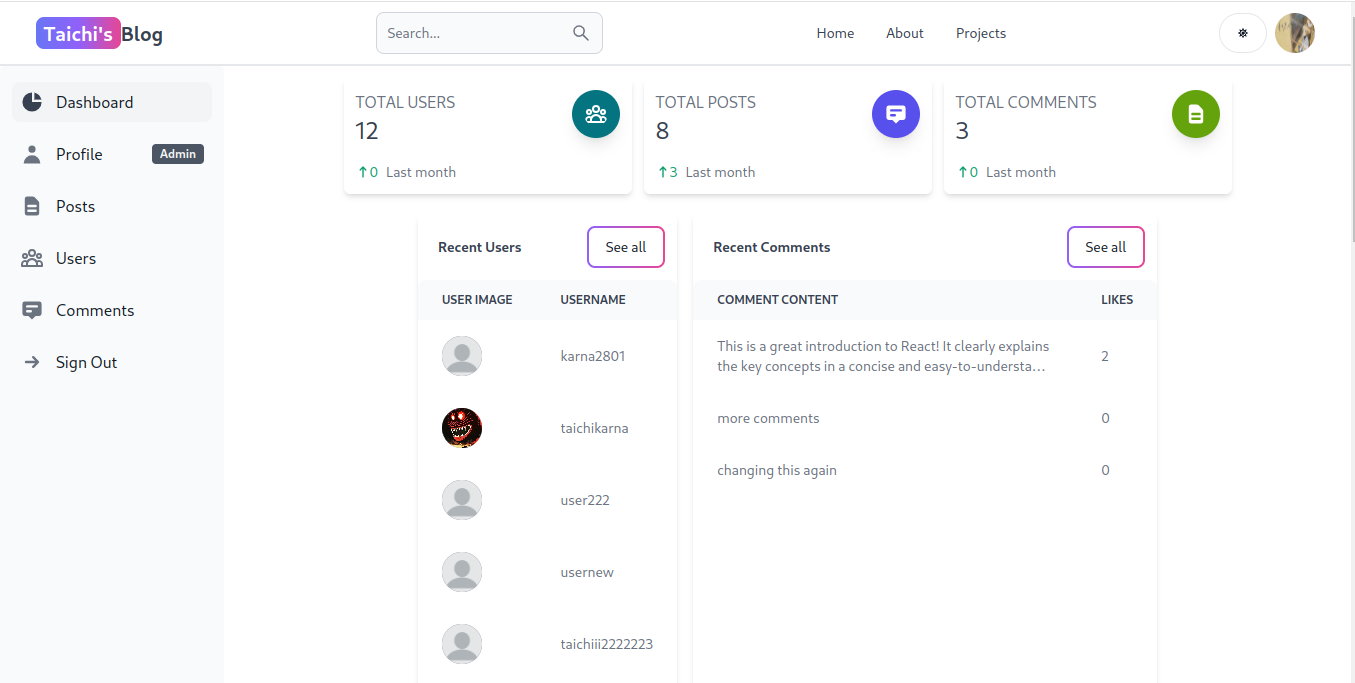 Taichi's Blog
Search...
Home About Projects
Dashboard
Profile Admin
Posts
Users
Comments
Sign Out
TOTAL USERS
12
↑0 Last month
TOTAL POSTS
8
↑3 Last month
TOTAL COMMENTS
3
↑0 Last month
Recent Users See all
USER IMAGE USERNAME
karna2801
taichikarna
user222
usernew
taichiii2222223
Recent Comments See all
COMMENT CONTENT LIKES
This is a great introduction to React! It clearly explains
the key concepts in a concise and easy-to-understa... 2
more comments 0
changing this again 0